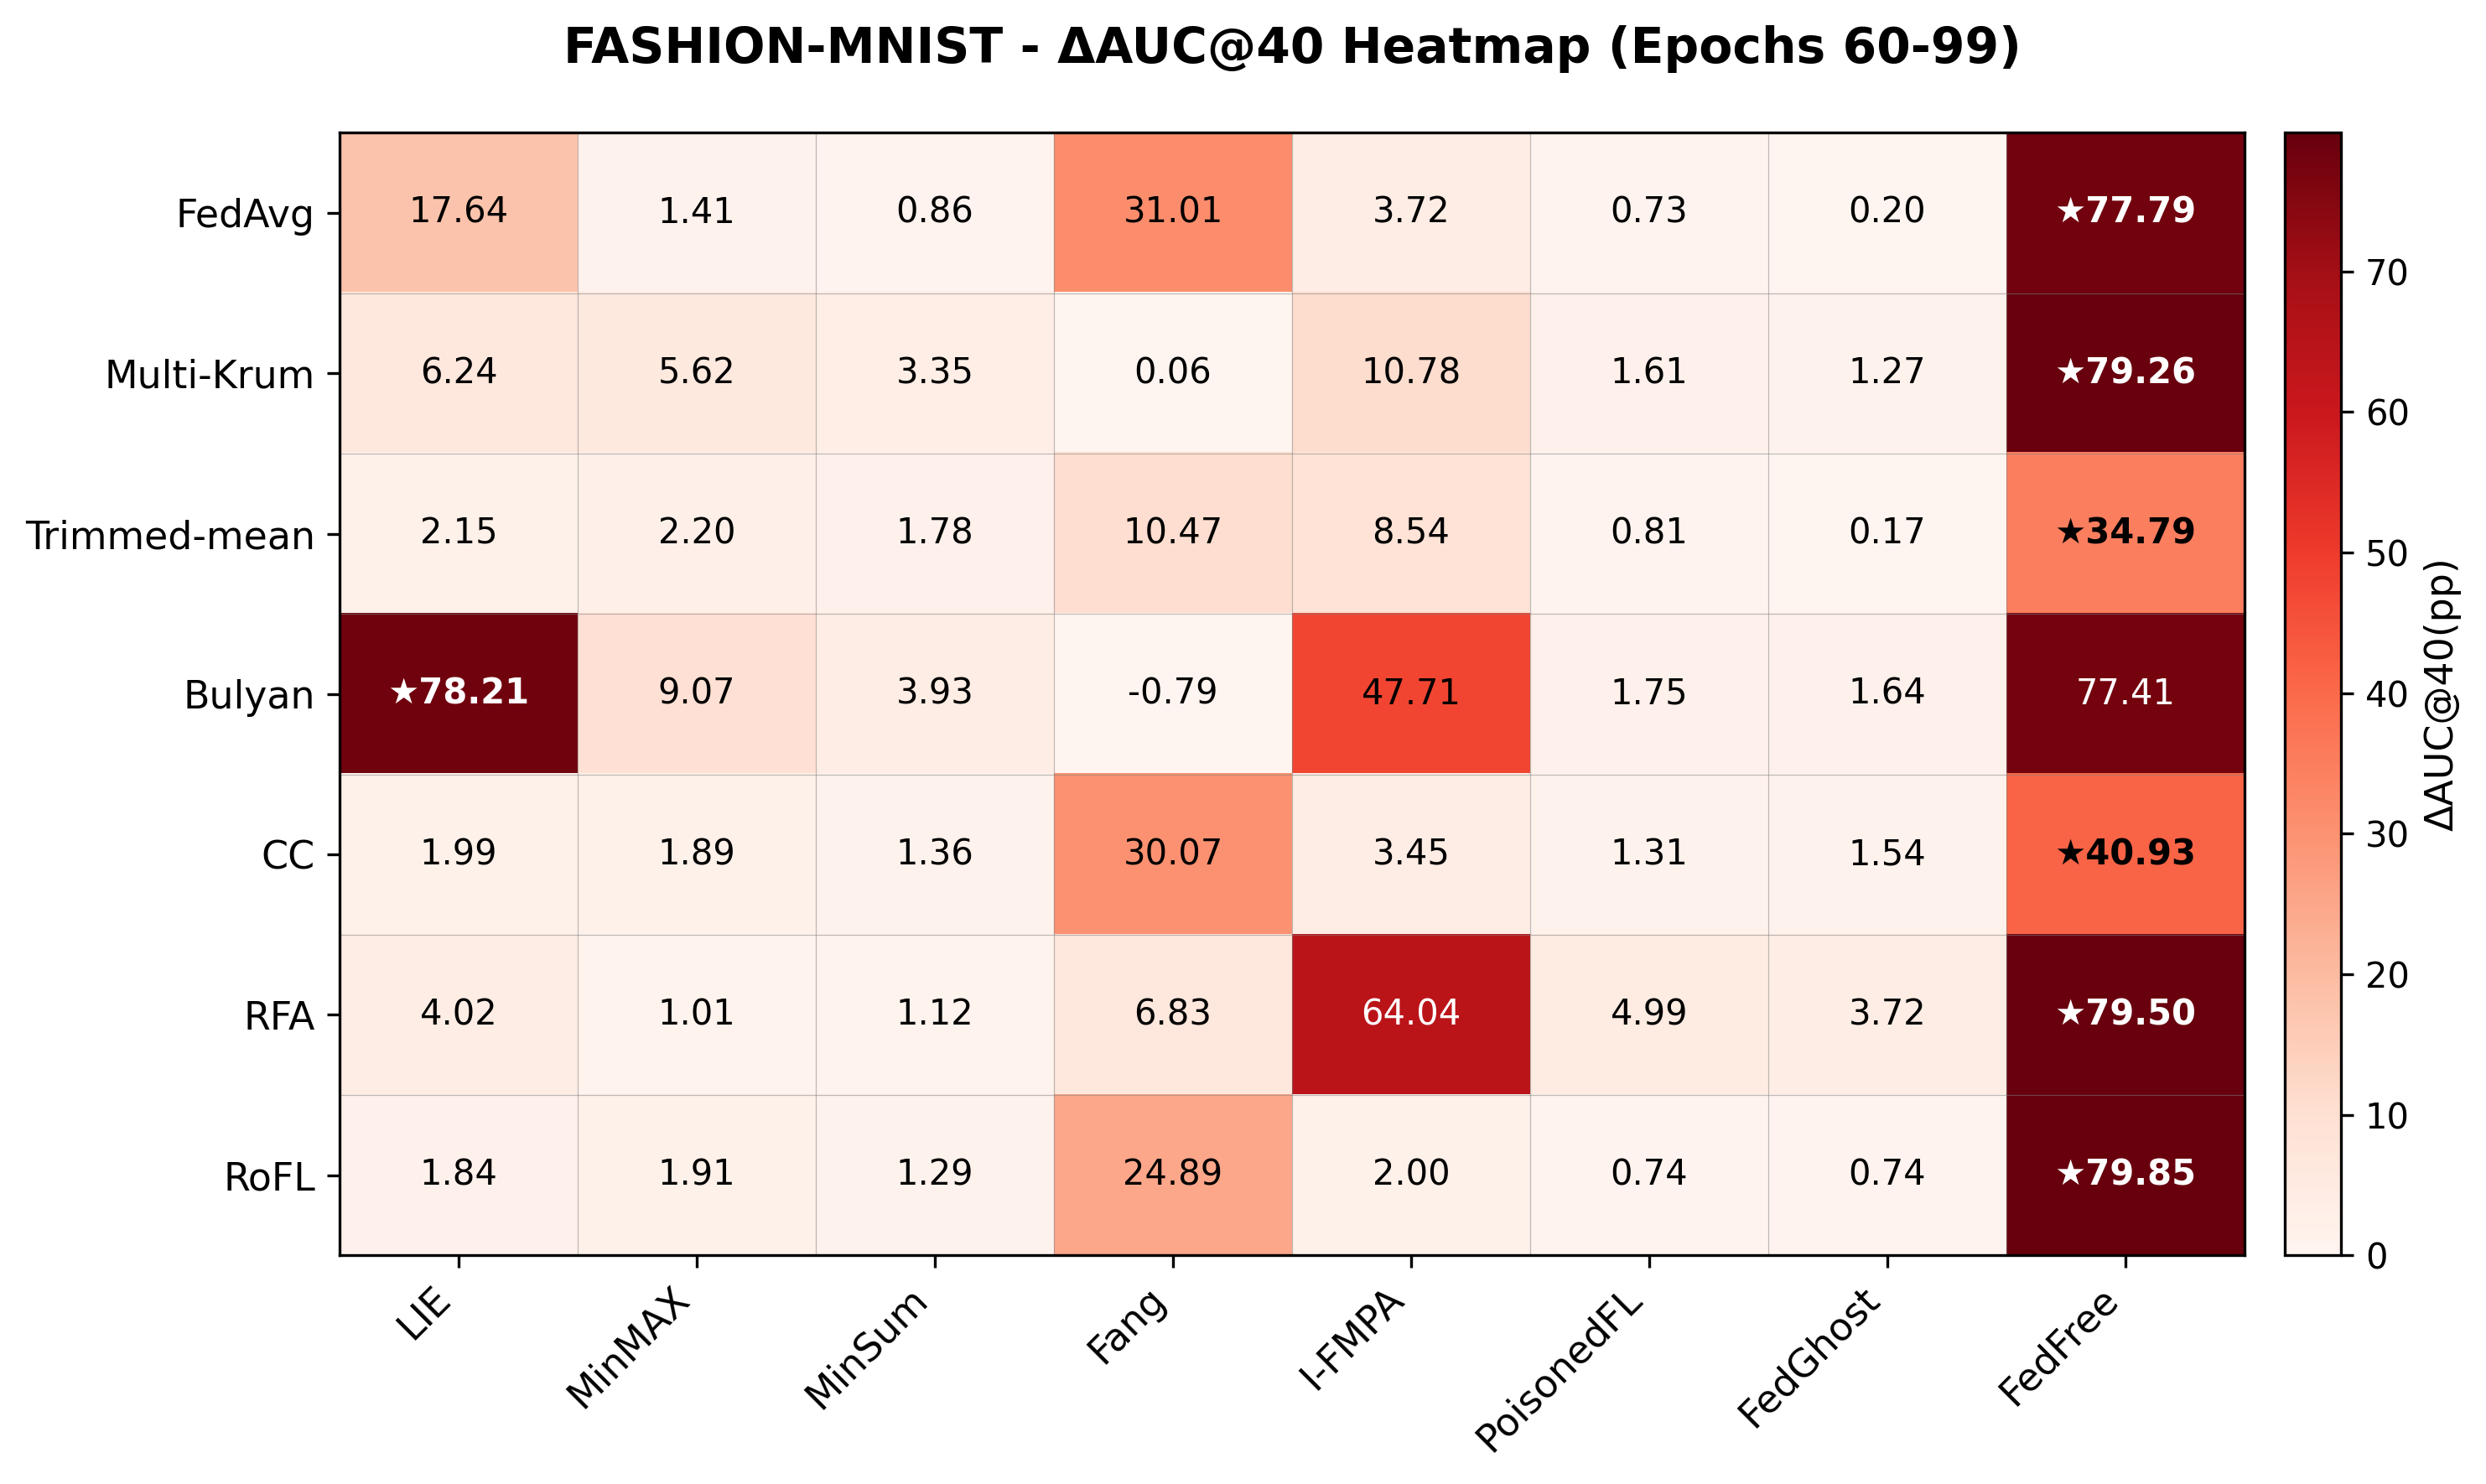 FASHION-MNIST - ΔAUC@40 Heatmap (Epochs 60-99)
FedAvg 17.64 1.41 0.86 31.01 3.72 0.73 0.20 ★77.79
Multi-Krum 6.24 5.62 3.35 0.06 10.78 1.61 1.27 ★79.26
Trimmed-mean 2.15 2.20 1.78 10.47 8.54 0.81 0.17 ★34.79
Bulyan ★78.21 9.07 3.93 -0.79 47.71 1.75 1.64 77.41
CC 1.99 1.89 1.36 30.07 3.45 1.31 1.54 ★40.93
RFA 4.02 1.01 1.12 6.83 64.04 4.99 3.72 ★79.50
RoFL 1.84 1.91 1.29 24.89 2.00 0.74 0.74 ★79.85
LIE MinMAX MinSum Fang I-FMPA PoisonedFL FedGhost FedFree
70
60
50
40
30
20
10
0
ΔAUC@40(pp)